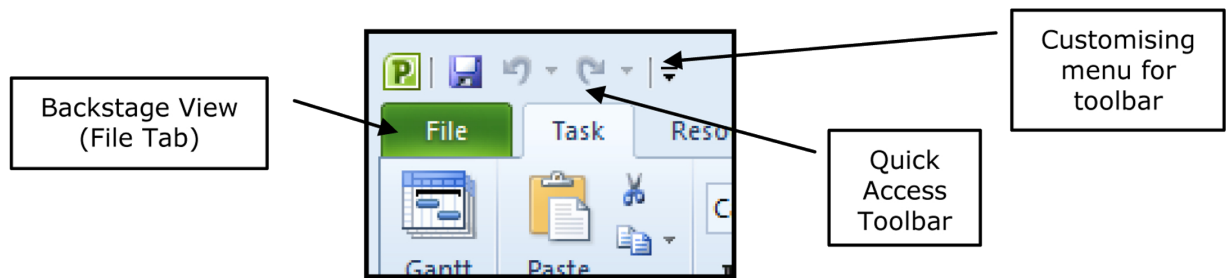 Customising
menu for
toolbar
Backstage View
(File Tab)
P
File
Task
Reso
Quick
Access
Toolbar
Gantt
Paste